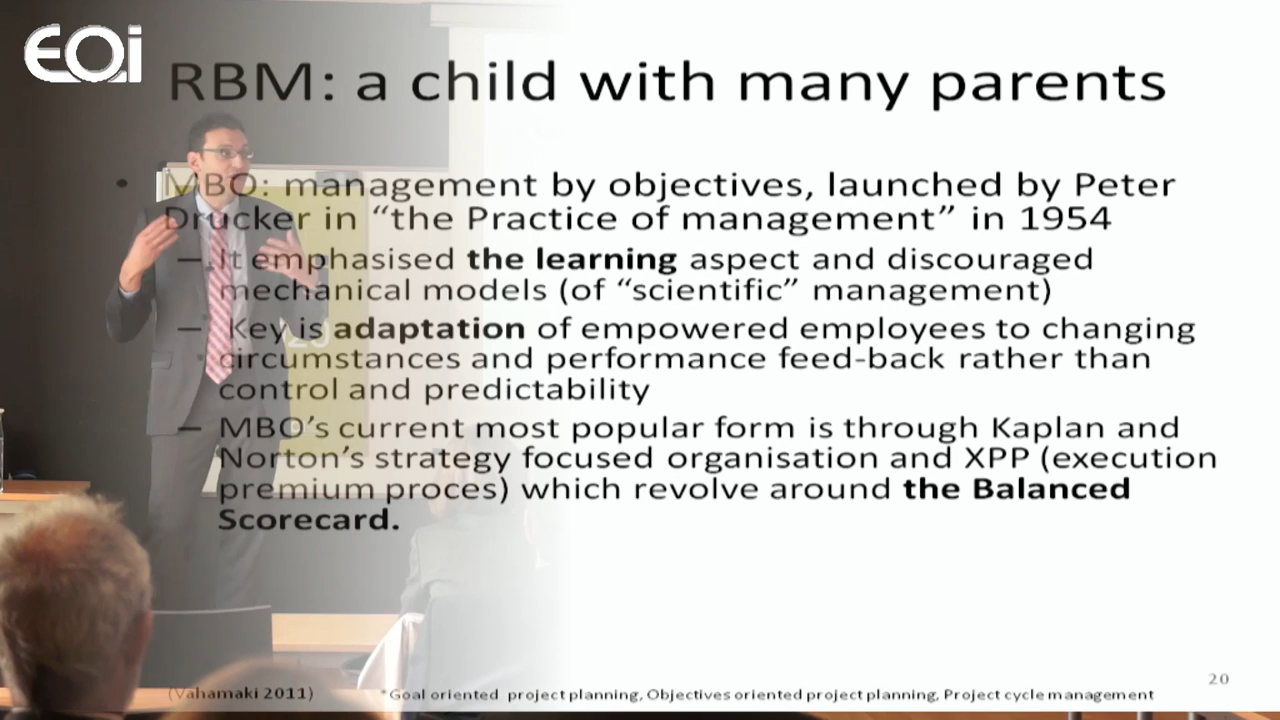 EOi
RBM: a child with many parents
• MBO: management by objectives, launched by Peter
Drucker in “the Practice of management” in 1954
– It emphasised the learning aspect and discouraged
mechanical models (of “scientific” management)
– Key is adaptation of empowered employees to changing
circumstances and performance feed-back rather than
control and predictability
– MBO’s current most popular form is through Kaplan and
Norton’s strategy focused organisation and XPP (execution
premium proces) which revolve around the Balanced
Scorecard.
20
(Vahamaki 2011) *Goal oriented project planning, Objectives oriented project planning, Project cycle management